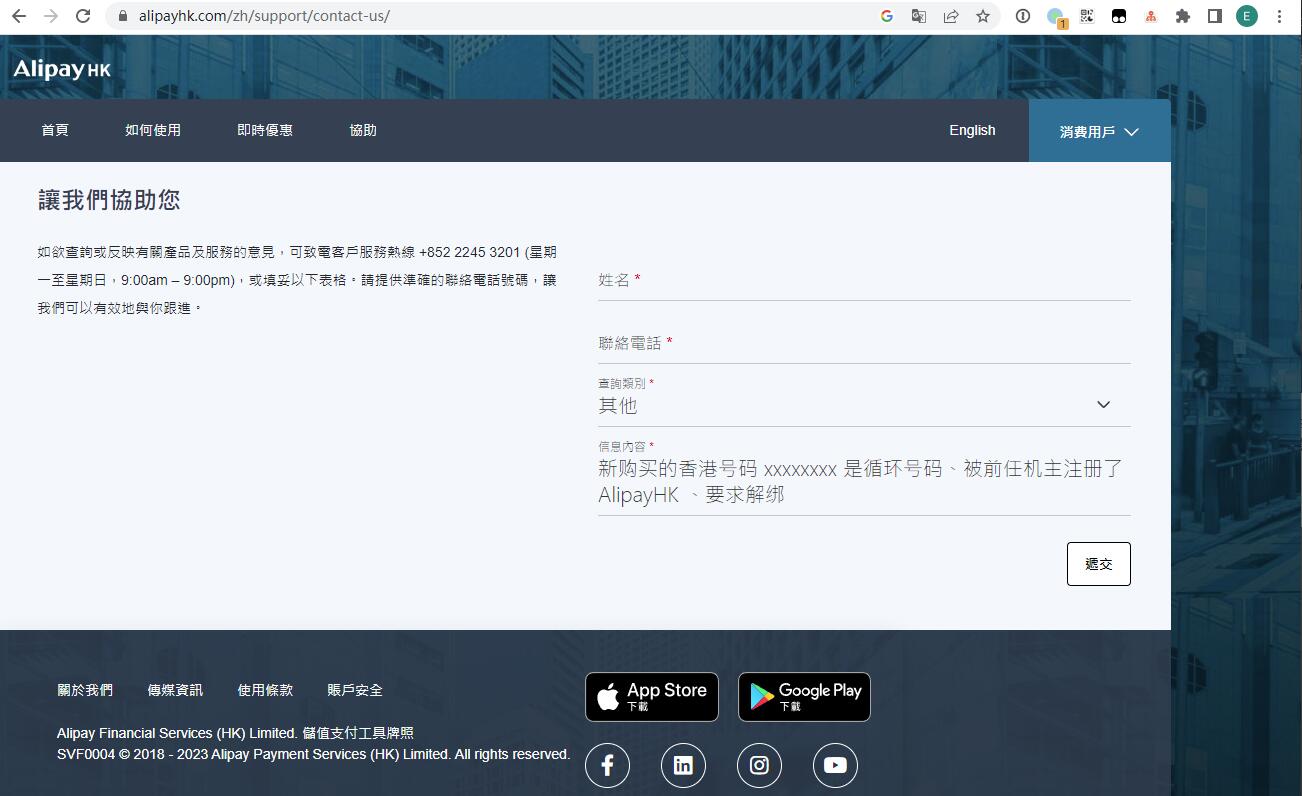 alipayhk.com/zh/support/contact-us/
1
E
Alipay HK
首頁 如何使用 即時優惠 協助 English 消費用戶
讓我們協助您
如欲查詢或反映有關產品及服務的意見，可致電客戶服務熱線 +852 2245 3201 (星期
一至星期日，9:00am – 9:00pm)，或填妥以下表格。請提供準確的聯絡電話號碼，讓
我們可以有效地與你跟進。
姓名 *
聯絡電話 *
查詢類別 *
其他
信息內容 *
新购买的香港号码 xxxxxxxx 是循环号码、被前任机主注册了
AlipayHK 、要求解绑
遞交
關於我們 傳媒資訊 使用條款 賬戶安全
Alipay Financial Services (HK) Limited. 儲值支付工具牌照
SVF0004 © 2018 - 2023 Alipay Payment Services (HK) Limited. All rights reserved.
App Store
下載
Google Play
下載